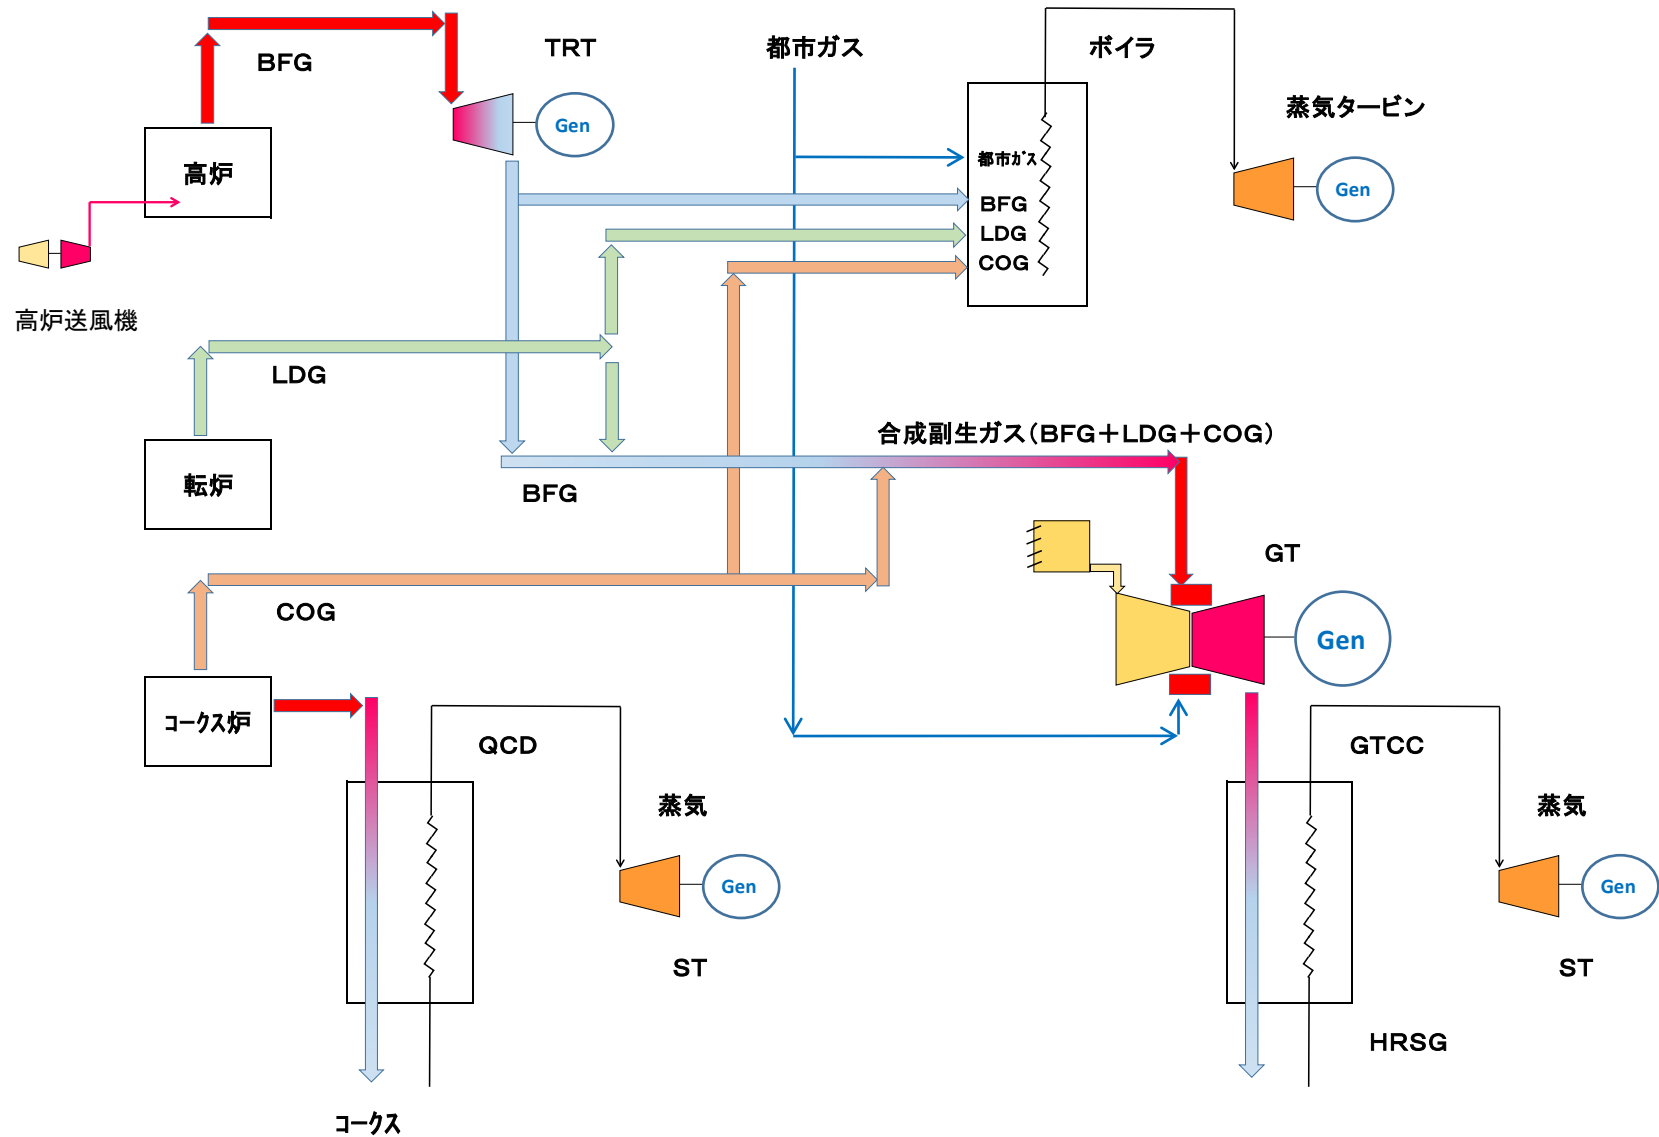 BFG
TRT
都市ガス
ボイラ
Gen
蒸気タービン
高炉
都市ｶﾞｽ
Gen
BFG
LDG
COG
高炉送風機
LDG
合成副生ガス（BFG＋LDG＋COG）
転炉
BFG
GT
COG
Gen
ｺｰｸｽ炉
QCD
GTCC
蒸気
蒸気
Gen
Gen
ST
ST
HRSG
ｺｰｸｽ